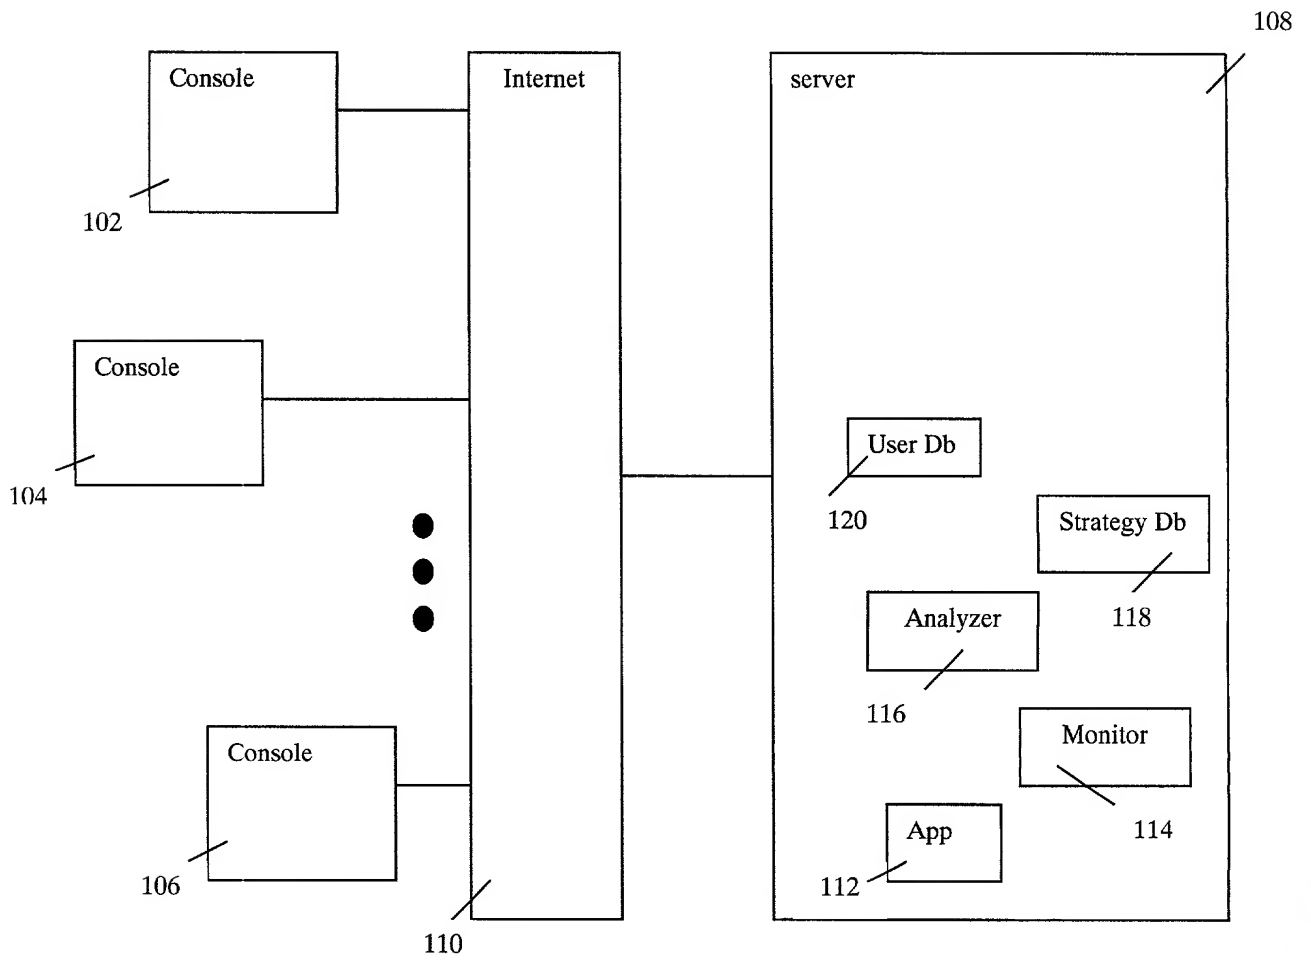 108
Console
Internet
server
102
Console
104
User Db
120
Strategy Db
118
Analyzer
116
Console
Monitor
114
App
112
106
110